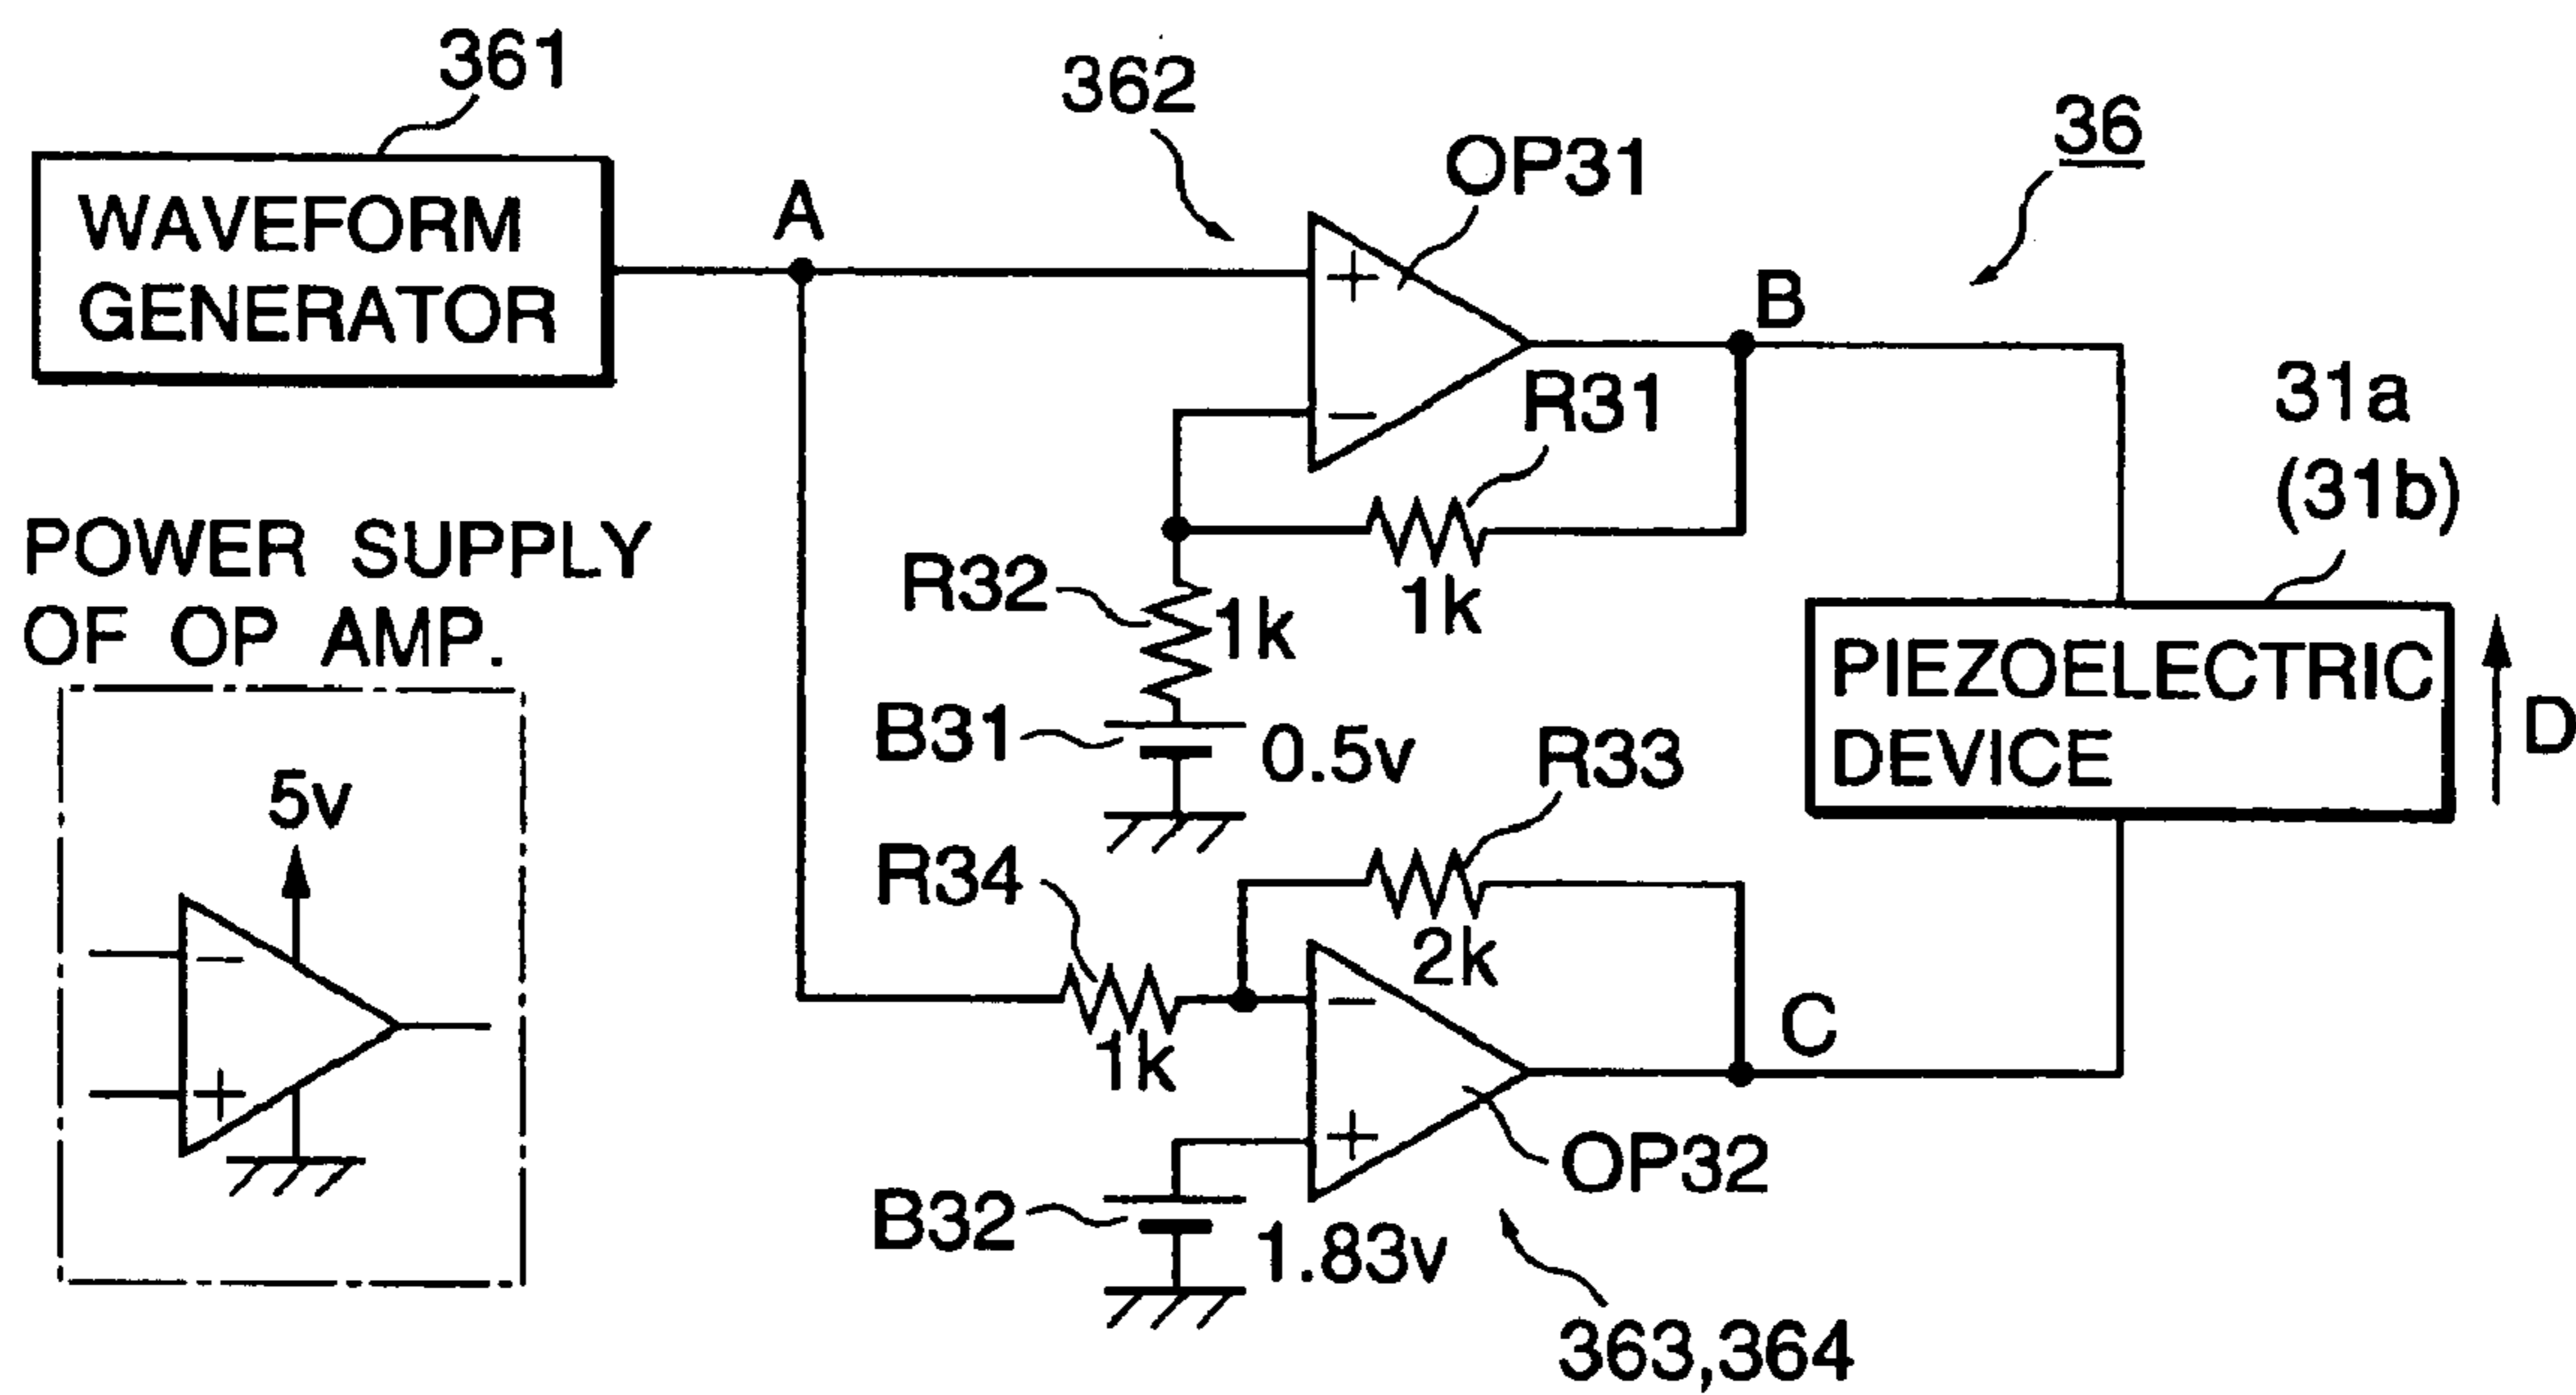 361
WAVEFORM
GENERATOR
A
362
OP31
36
B
R31
1k
31a
(31b)
POWER SUPPLY
OF OP AMP.
5v
−
+
+
−
R32
1k
B31
0.5v
PIEZOELECTRIC
DEVICE
D
R33
2k
R34
1k
−
+
C
OP32
B32
1.83v
363,364